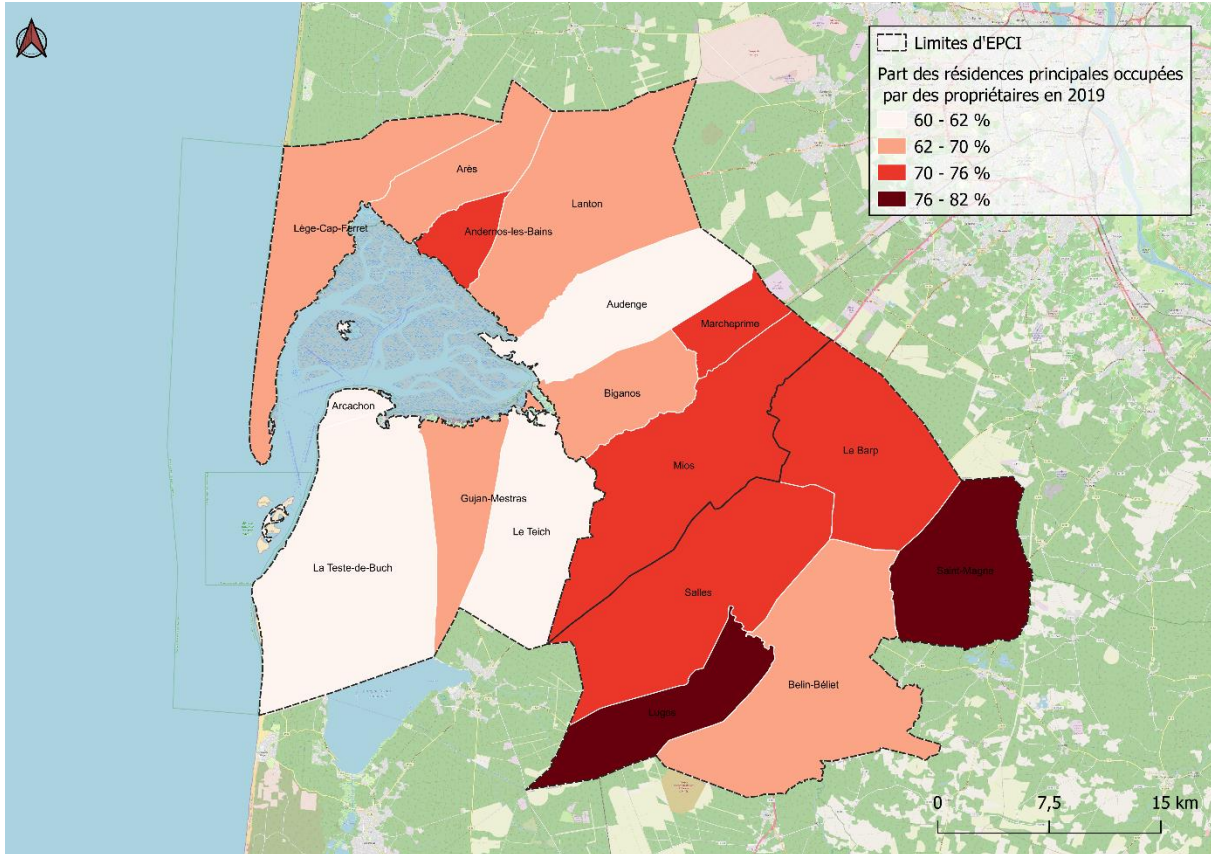 Limites d'EPCI
Part des résidences principales occupées
par des propriétaires en 2019
60 - 62 %
62 - 70 %
70 - 76 %
76 - 82 %
Arès
Lanton
Lège-Cap-Ferret
Andernos-les-Bains
Audenge
Marcheprime
Biganos
Arcachon
Le Barp
Mios
Gujan-Mestras
Le Teich
La Teste-de-Buch
Saint-Magne
Salles
Belin-Béliet
Lugos
0 7,5 15 km